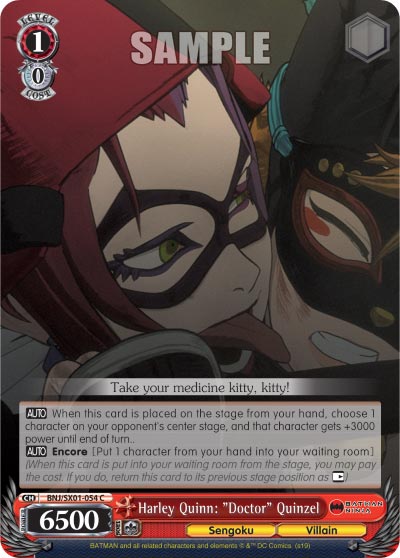 LEVEL
1
0
COST
SAMPLE
Take your medicine kitty, kitty!
AUTO When this card is placed on the stage from your hand, choose 1
character on your opponent's center stage, and that character gets +3000
power until end of turn..
AUTO Encore [Put 1 character from your hand into your waiting room]
(When this card is put into your waiting room from the stage, you may pay
the cost. If you do, return this card to its previous stage position as
CH BNJ/SX01-054 C
POWER
6500
Harley Quinn: "Doctor" Quinzel
BATMAN
NINJA
Sengoku
Villain
BATMAN and all related characters and elements © & ™ DC Comics. (s19)